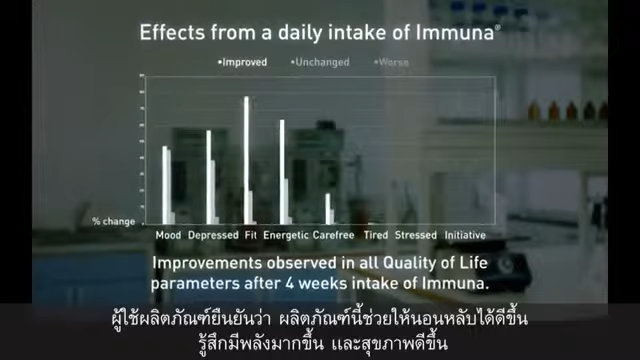 Effects from a daily intake of Immuna®
•Improved •Unchanged •Worse
% change
Mood Depressed Fit Energetic Carefree Tired Stressed Initiative
Improvements observed in all Quality of Life
parameters after 4 weeks intake of Immuna.
ผู้ใช้ผลิตภัณฑ์ยืนยันว่า ผลิตภัณฑ์นี้ช่วยให้นอนหลับได้ดีขึ้น
รู้สึกมีพลังมากขึ้น และสุขภาพดีขึ้น